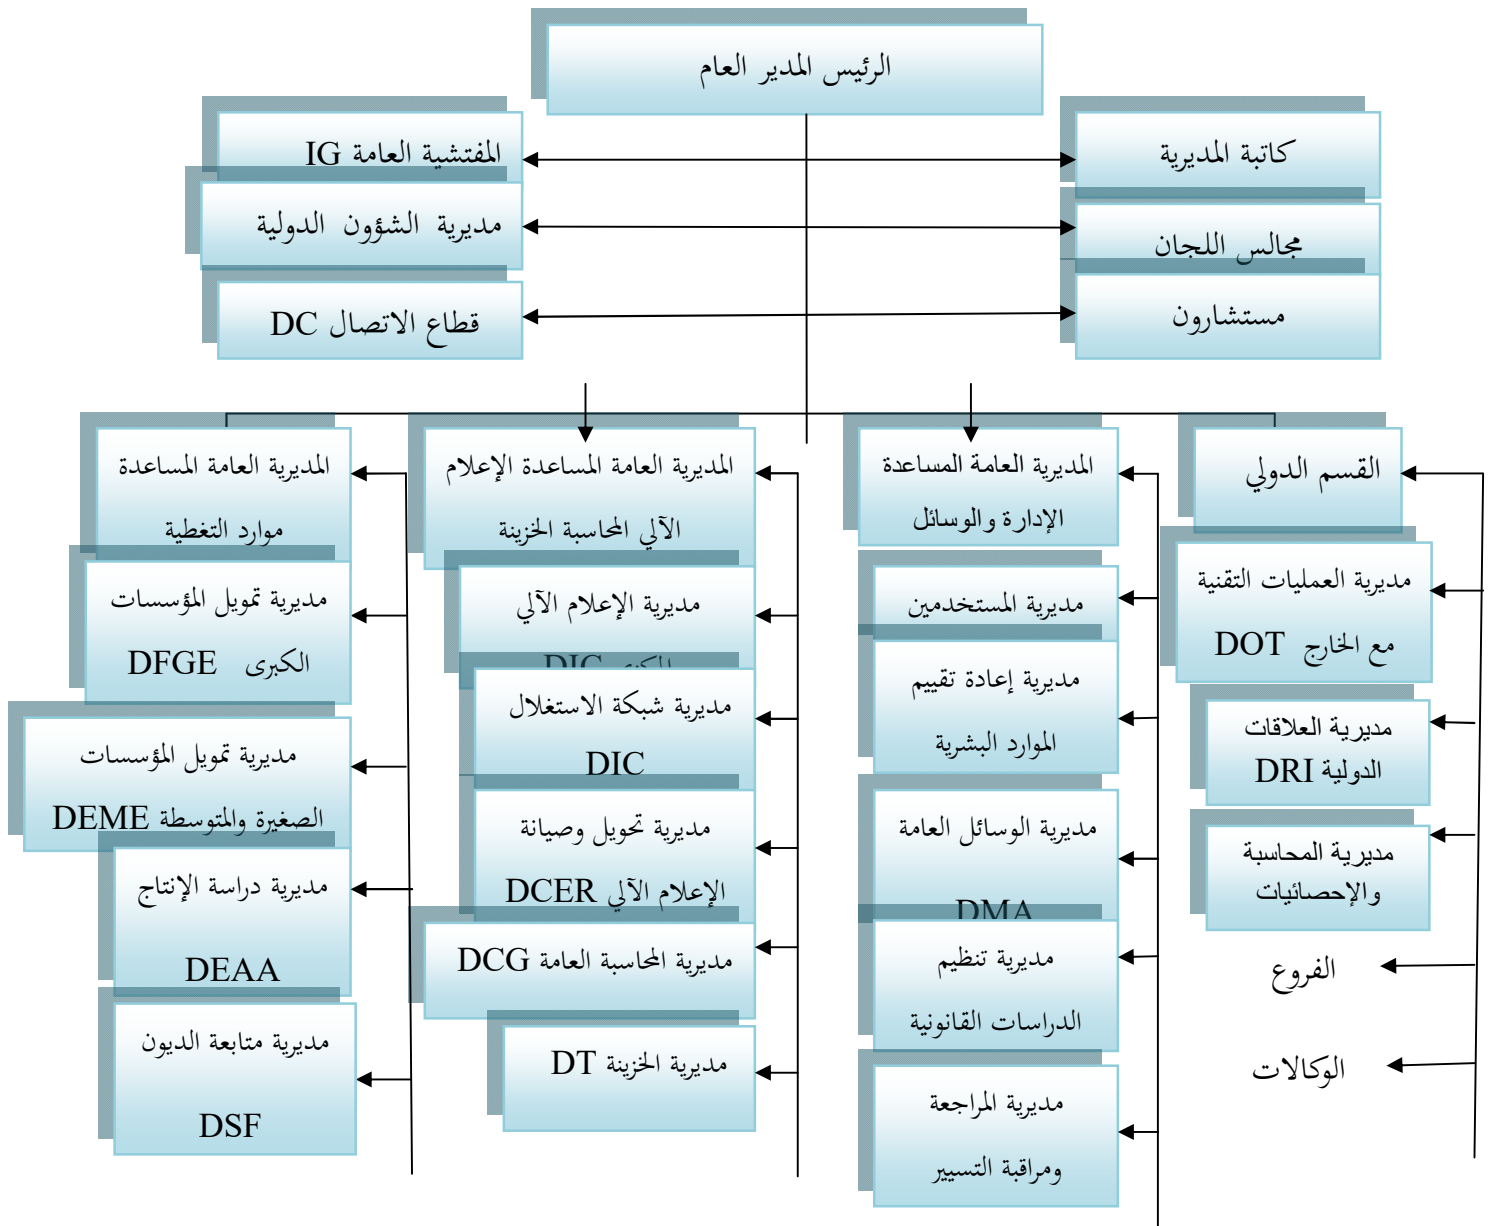 الرئيس المدير العام
كاتبة المديرية
المفتشية العامة IG
مجالس اللجان
مديرية الشؤون الدولية
مستشارون
قطاع الاتصال DC
القسم الدولي
مديرية العمليات التقنية
مع الخارج DOT
مديرية العلاقات
الدولية DRI
مديرية المحاسبة
والإحصائيات
الفروع
الوكالات
المديرية العامة المساعدة
الإدارة والوسائل
مديرية المستخدمين
مديرية إعادة تقييم
الموارد البشرية
مديرية الوسائل العامة
DMA
مديرية تنظيم
الدراسات القانونية
مديرية المراجعة
ومراقبة التسيير
المديرية العامة المساعدة الإعلام
الآلي المحاسبة الخزينة
مديرية الإعلام الآلي
DIC
مديرية شبكة الاستغلال
DIC
مديرية تحويل وصيانة
الإعلام الآلي DCER
مديرية المحاسبة العامة DCG
مديرية الخزينة DT
المديرية العامة المساعدة
موارد التغطية
مديرية تمويل المؤسسات
الكبرى DFGE
مديرية تمويل المؤسسات
الصغيرة والمتوسطة DEME
مديرية دراسة الإنتاج
DEAA
مديرية متابعة الديون
DSF